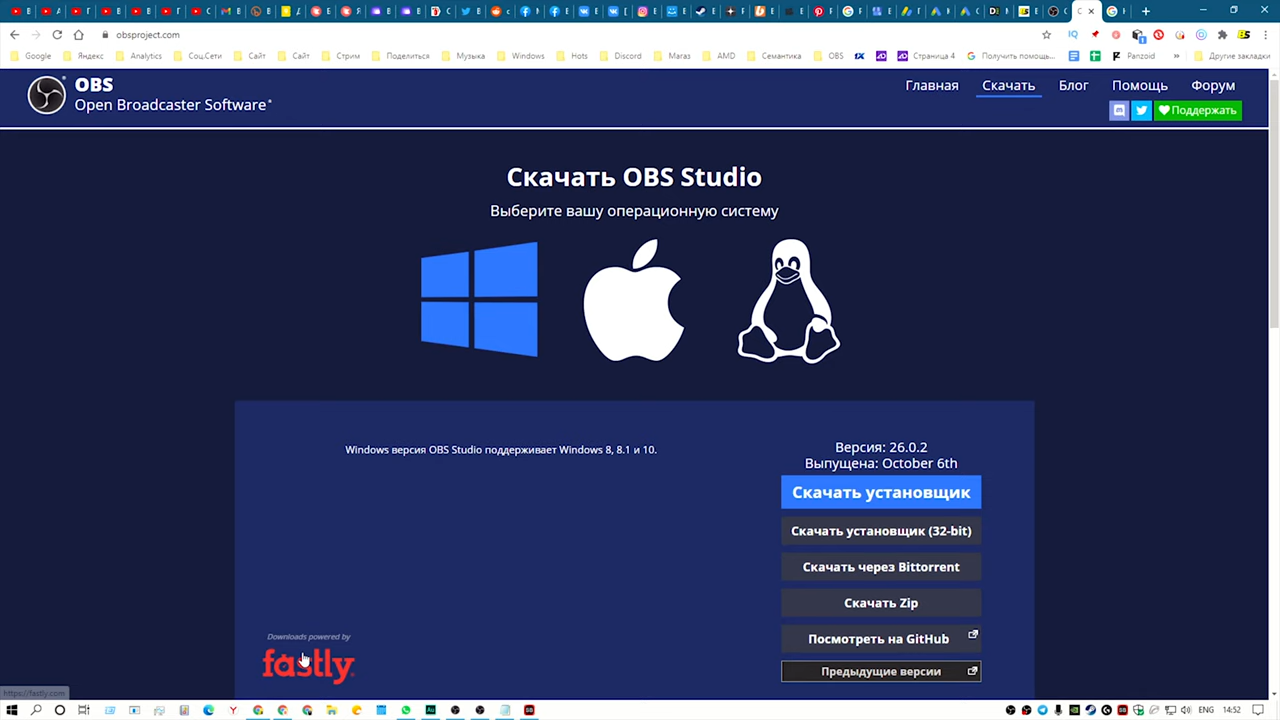 obsproject.com
Google Яндекс Analytics Соц.Сети Сайт Сайт Стрим Поделиться Музыка Windows Hots Discord Maras AMD Семантика OBS Страница 4 Получить помощь... Panzoid » Другие закладки
OBS
Open Broadcaster Software*
Главная Скачать Блог Помощь Форум
Поддержать
Скачать OBS Studio
Выберите вашу операционную систему
Windows версия OBS Studio поддерживает Windows 8, 8.1 и 10.
Версия: 26.0.2
Выпущена: October 6th
Скачать установщик
Скачать установщик (32-bit)
Скачать через Bittorrent
Скачать Zip
Посмотреть на GitHub
Предыдущие версии
Downloads powered by
fastly
https://fastly.com
ENG 14:52